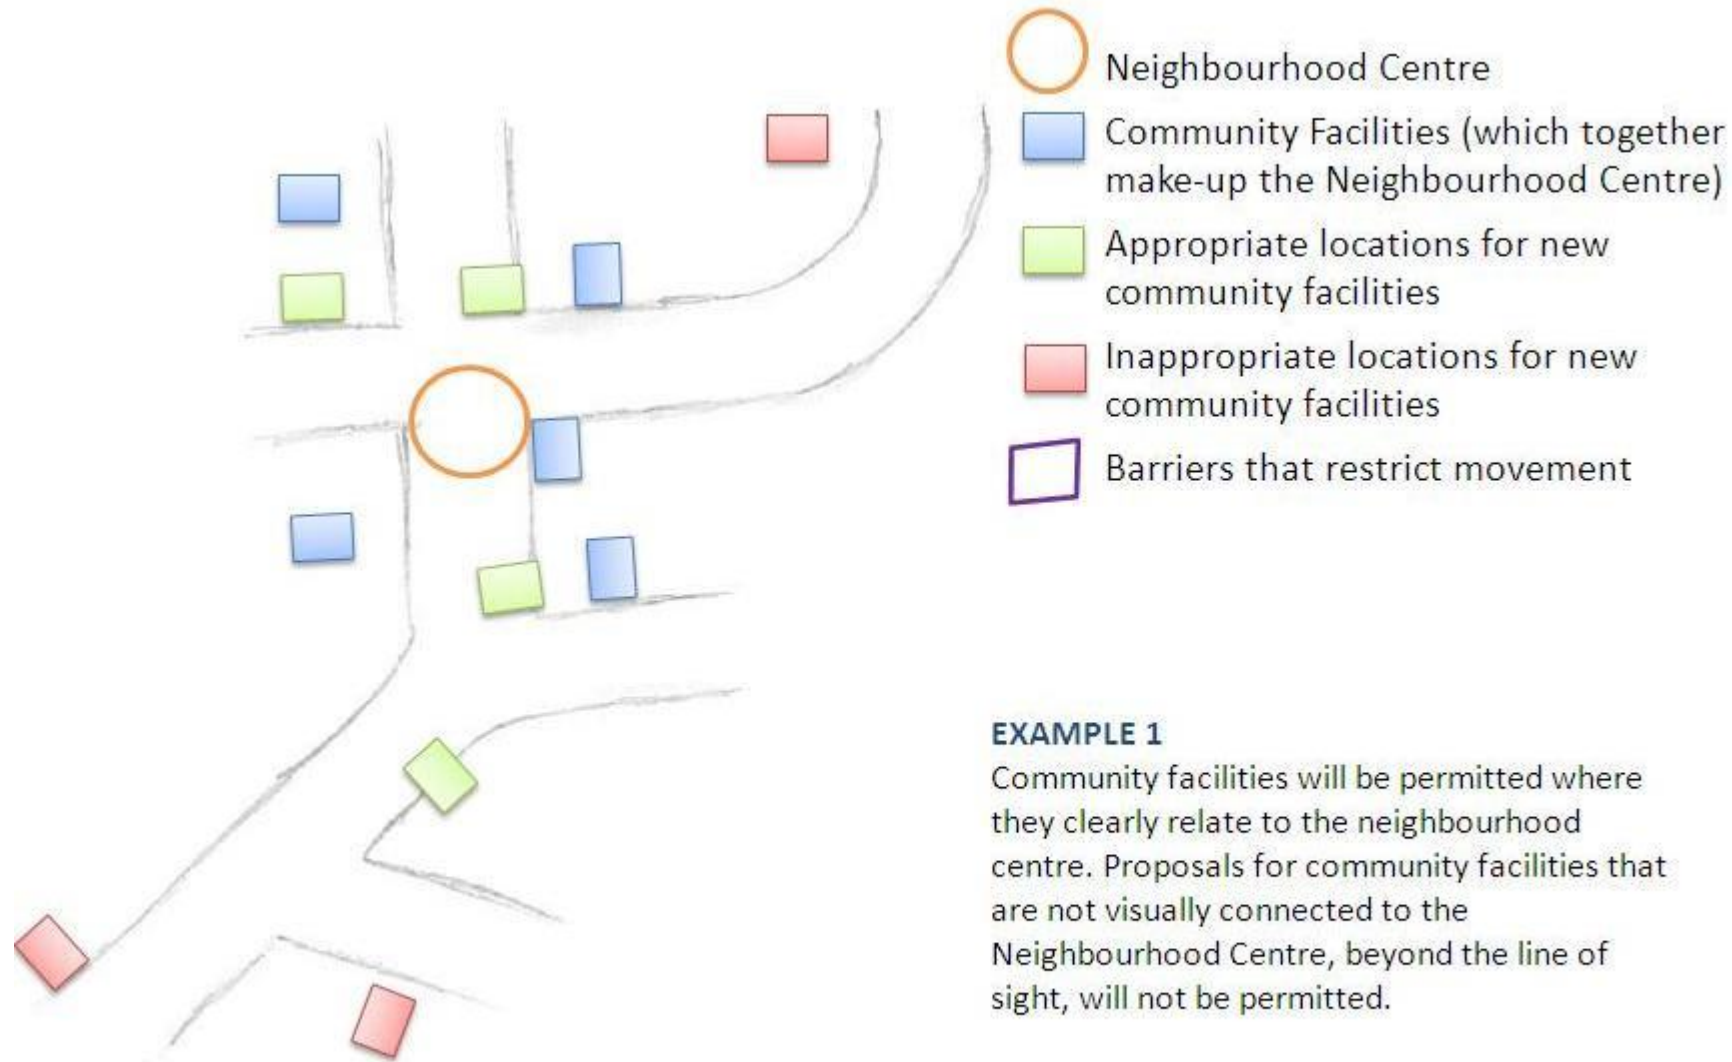 Neighbourhood Centre
Community Facilities (which together
make-up the Neighbourhood Centre)
Appropriate locations for new
community facilities
Inappropriate locations for new
community facilities
Barriers that restrict movement
EXAMPLE 1
Community facilities will be permitted where
they clearly relate to the neighbourhood
centre. Proposals for community facilities that
are not visually connected to the
Neighbourhood Centre, beyond the line of
sight, will not be permitted.